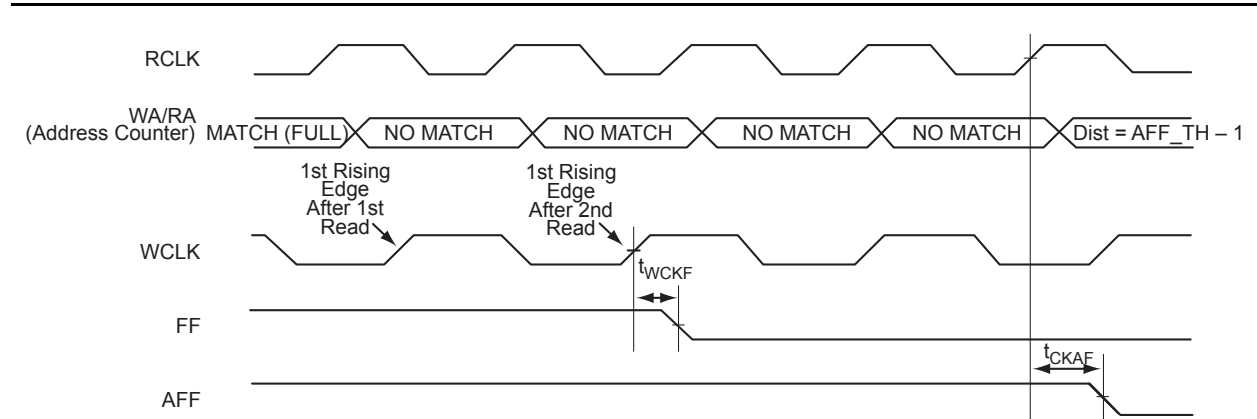 RCLK
WA/RA
(Address Counter)
MATCH (FULL)
NO MATCH
NO MATCH
NO MATCH
NO MATCH
Dist = AFF_TH – 1
1st Rising
Edge
After 1st
Read
1st Rising
Edge
After 2nd
Read
WCLK
tWCKF
FF
tCKAF
AFF